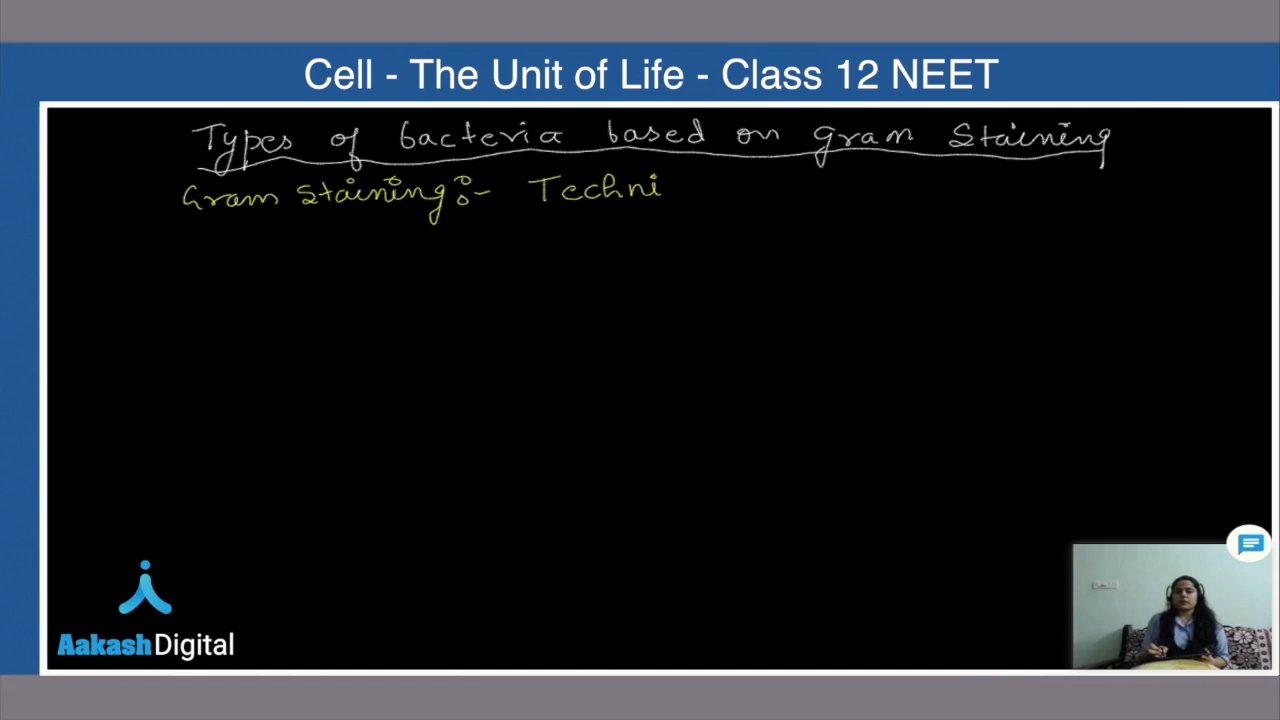 Cell - The Unit of Life - Class 12 NEET
Types of bacteria based on gram Staining
Gram Staining :- Techni
Aakash Digital